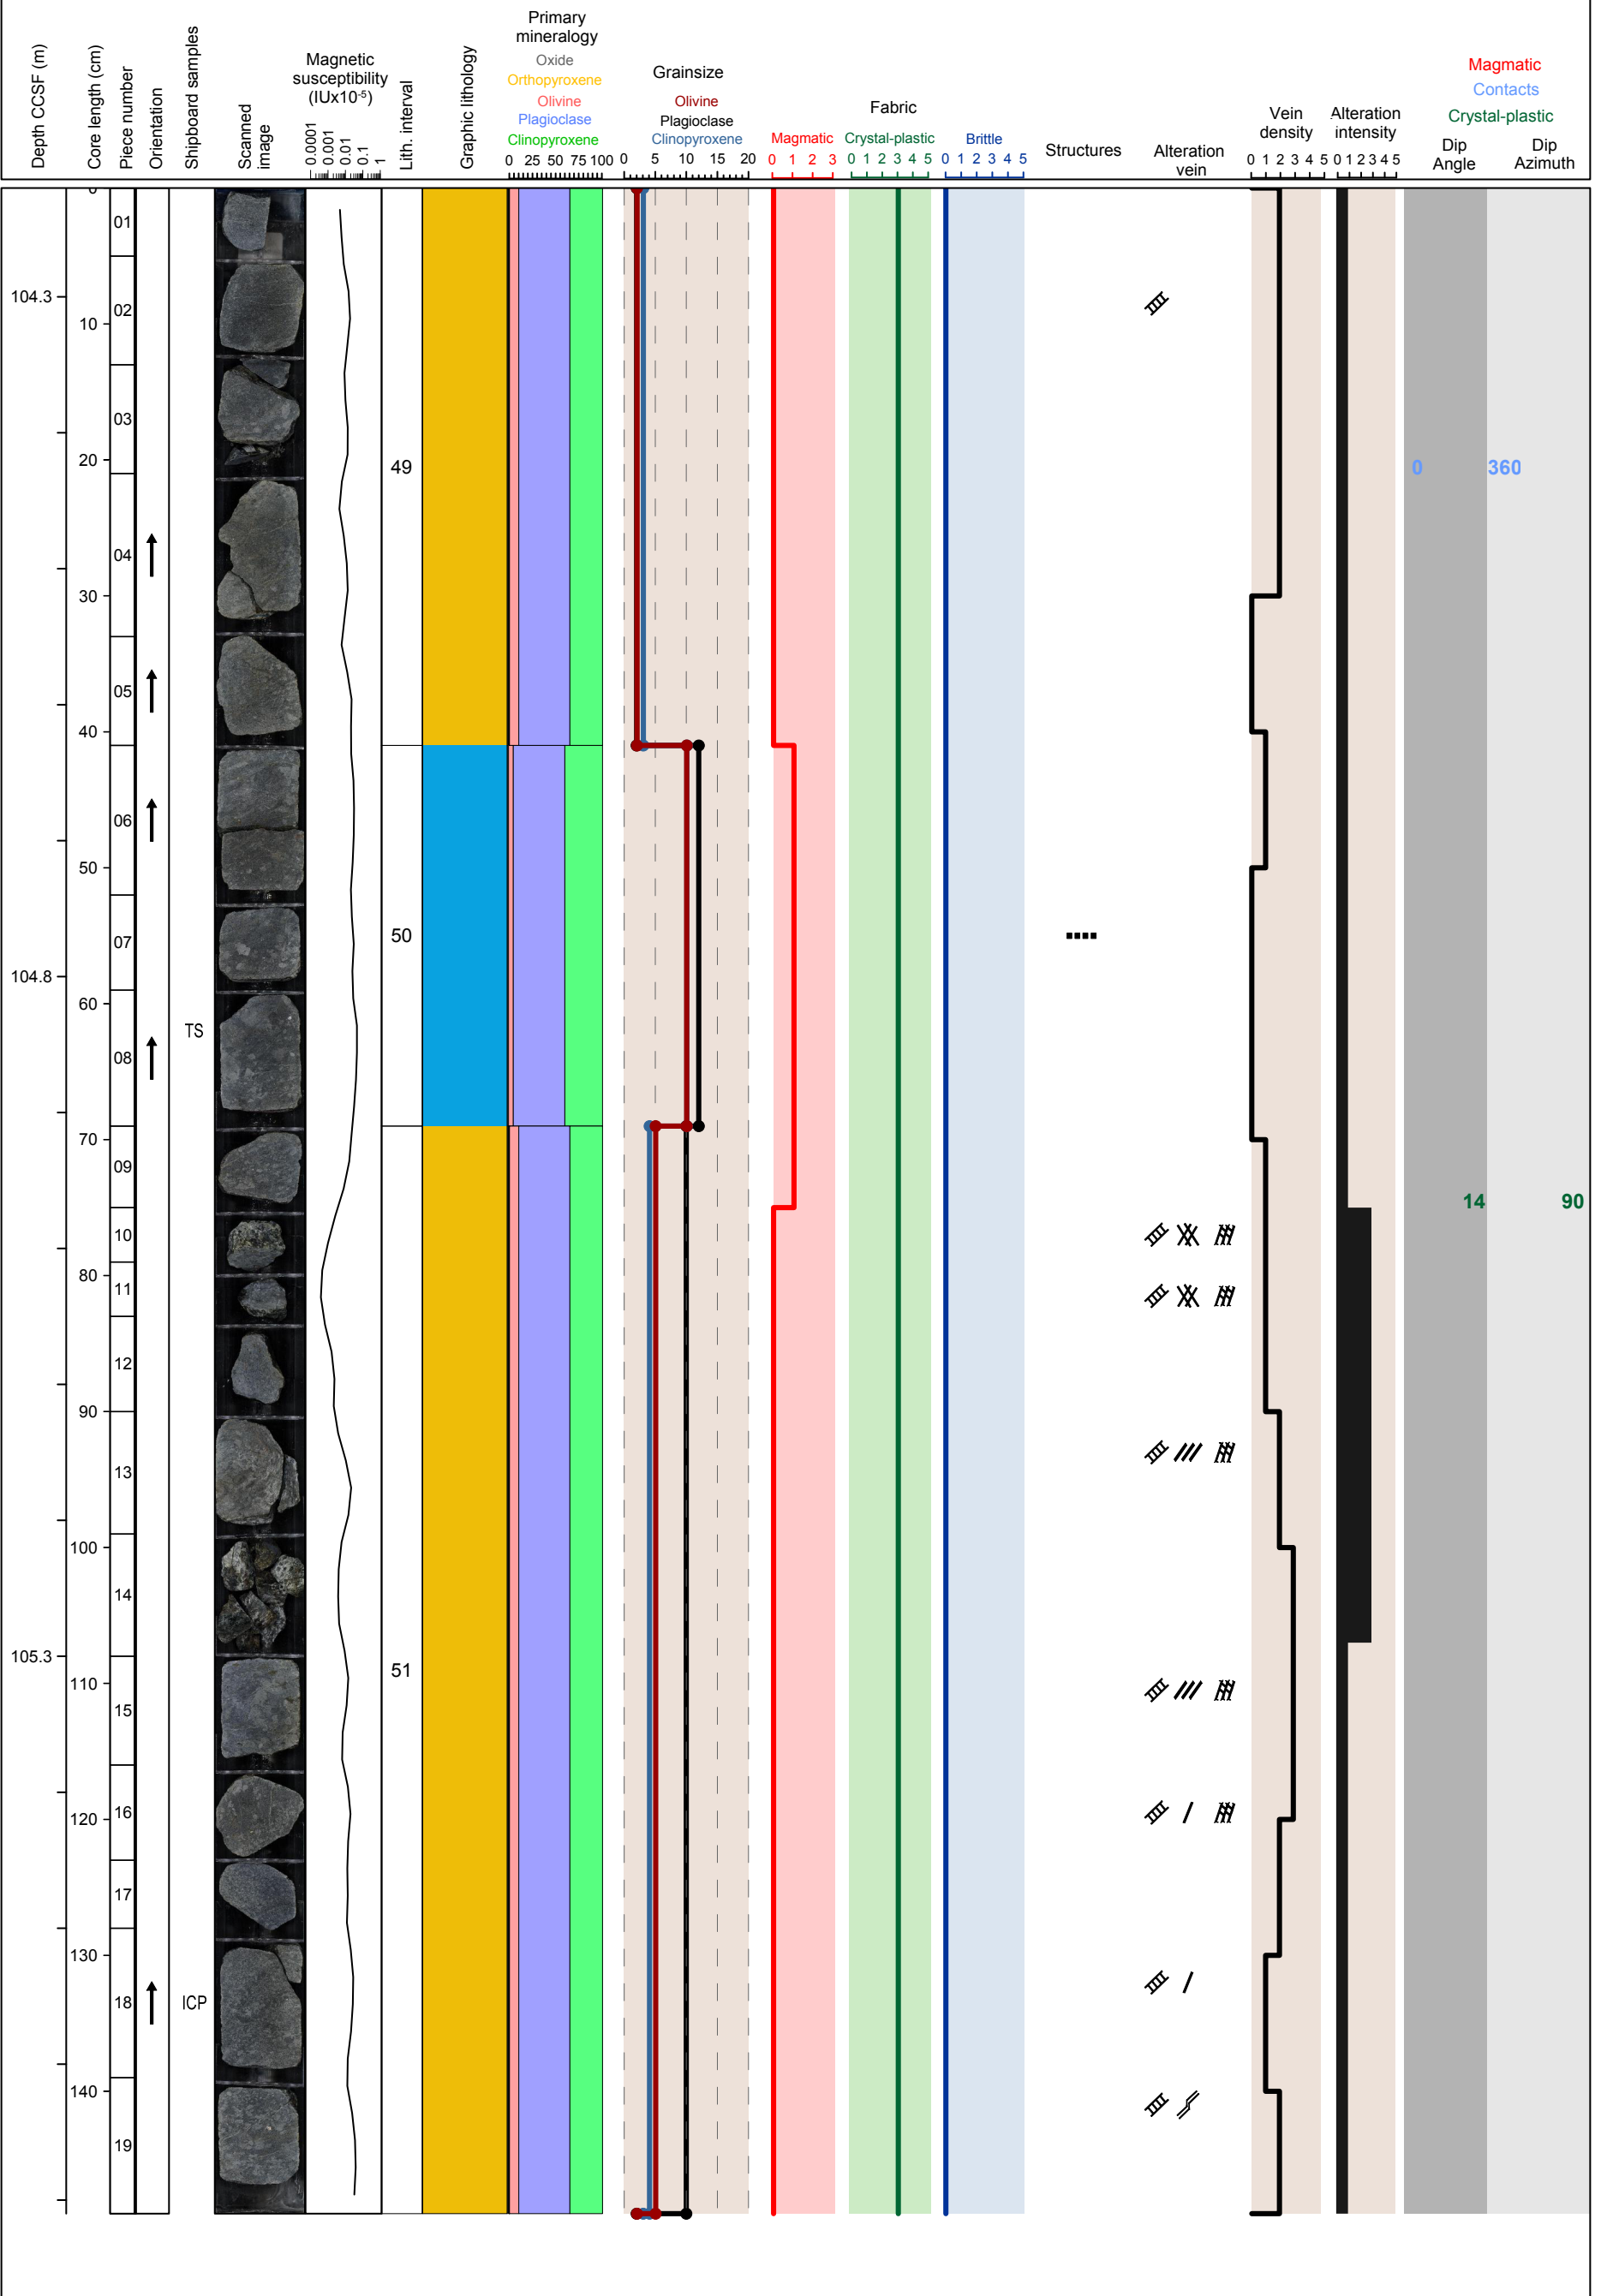 Depth CCSF (m)
Core length (cm)
Piece number
Orientation
Shipboard samples
Scanned
image
Magnetic
susceptibility
(IUx10-5)
0.0001
0.001
0.01
0.1
1
Lith. interval
Graphic lithology
Primary
mineralogy
Oxide
Orthopyroxene
Olivine
Plagioclase
Clinopyroxene
0 25 50 75 100
Grainsize
Olivine
Plagioclase
Clinopyroxene
0 5 10 15 20
Fabric
Magmatic
0 1 2 3
Crystal-plastic
0 1 2 3 4 5
Brittle
0 1 2 3 4 5
Structures
Alteration
vein
Vein
density
0 1 2 3 4 5
Alteration
intensity
0 1 2 3 4 5
Magmatic
Contacts
Crystal-plastic
Dip
Angle
Dip
Azimuth
0
01
104.3
02
10
03
20
49
0 360
04
30
05
40
06
50
50
07
104.8
60
TS
08
70
09
14 90
10
80
11
12
90
13
100
14
105.3
51
110
15
16
120
17
130
18
ICP
140
19